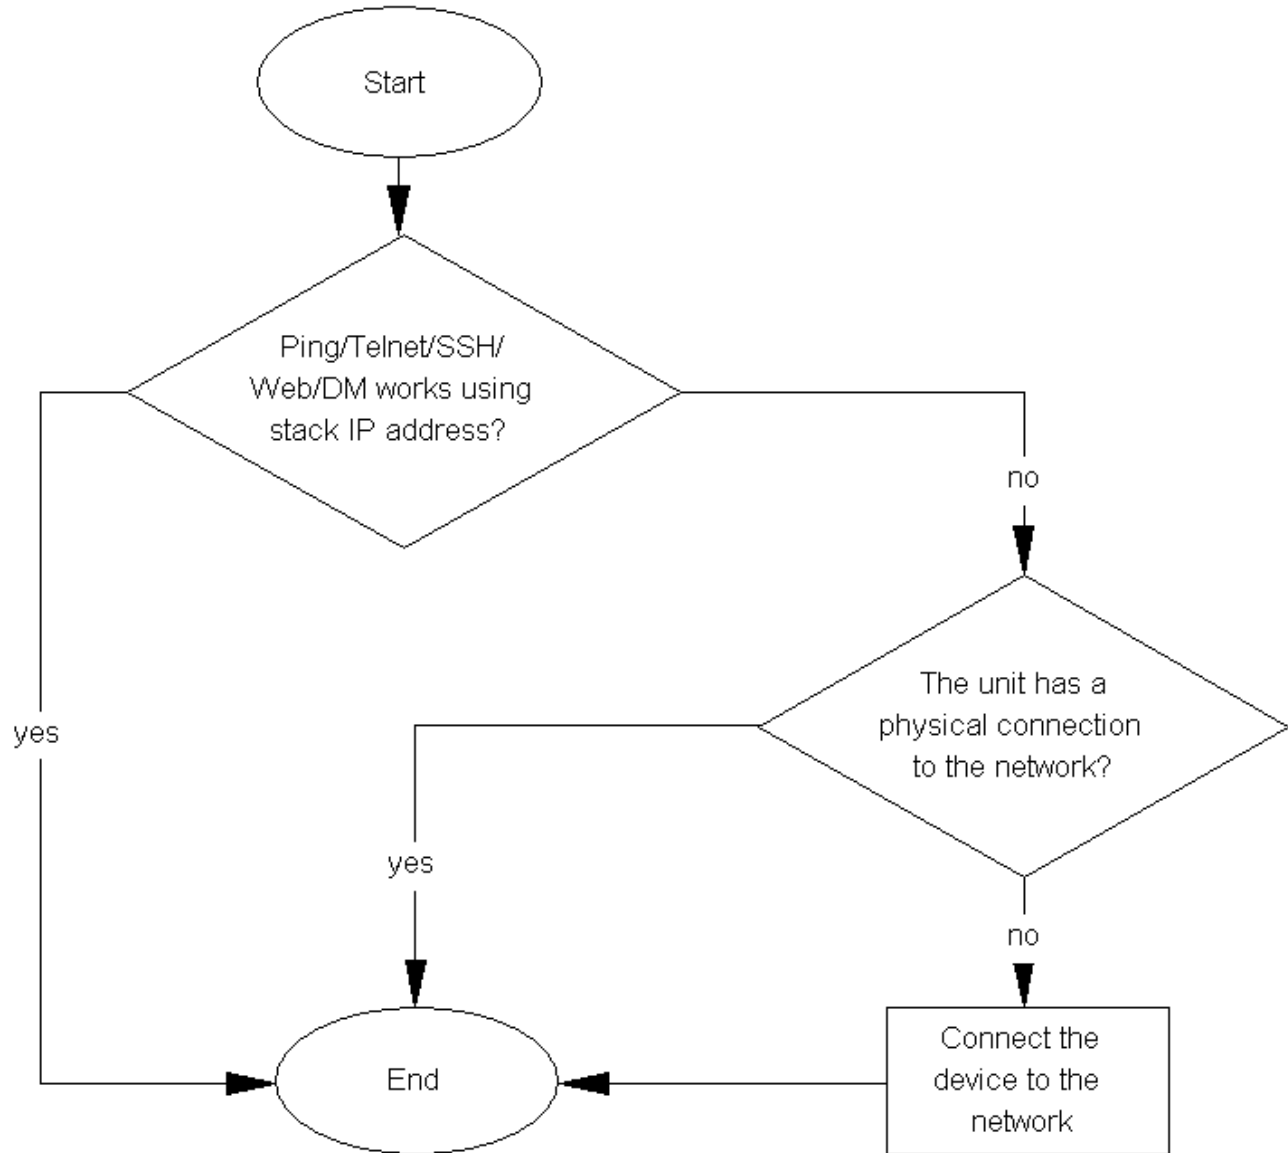 Start
Ping/Telnet/SSH/
Web/DM works using
stack IP address?
no
The unit has a
physical connection
to the network?
yes
yes
no
Connect the
device to the
network
End